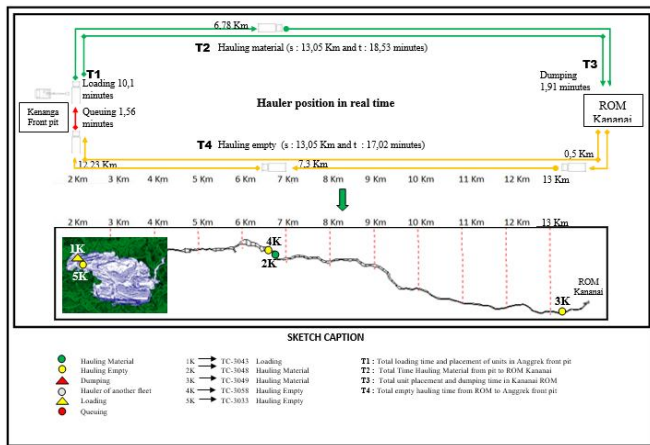 6.78 Km
T2 Hauling material (s : 13,05 Km and t : 18,53 minutes)
T1
T3
Loading 10,1
minutes
Dumping
1,91 minutes
Kenanga
Front pit
Queuing 1,56
minutes
Hauler position in real time
ROM
Kananai
T4 Hauling empty (s : 13,05 Km and t : 17,02 minutes)
12.23 Km
7,3 Km
0,5 Km
2 Km 3 Km 4 Km 5 Km 6 Km 7 Km 8 Km 9 Km 10 Km 11 Km 12 Km 13 Km
2 Km 3 Km 4 Km 5 Km 6 Km 7 Km 8 Km 9 Km 10 Km 11 Km 12 Km 13 Km
1K
5K
4K
2K
3K
ROM
Kananai
SKETCH CAPTION
Hauling Material
Hauling Empty
Dumping
Hauler of another fleet
Loading
Queuing
1K TC-3043 Loading
2K TC-3048 Hauling Material
3K TC-3049 Hauling Material
4K TC-3058 Hauling Empty
5K TC-3033 Hauling Empty
T1 : Total loading time and placement of units in Anggrek front pit
T2 : Total Time Hauling Material from pit to ROM Kananai
T3 : Total unit placement and dumping time in Kananai ROM
T4 : Total empty hauling time from ROM to Anggrek front pit